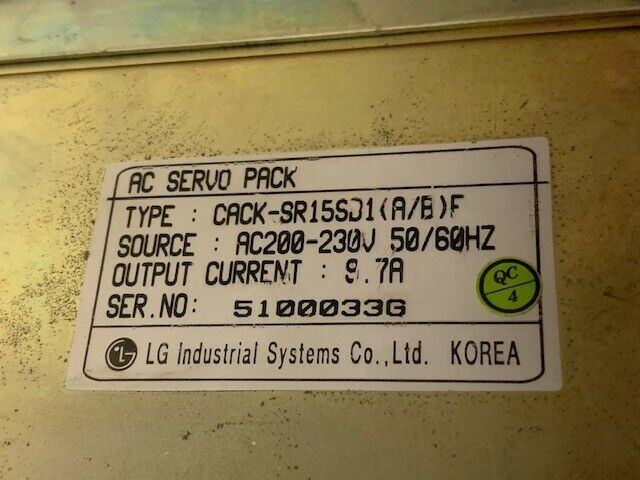 AC SERVO PACK
TYPE : CACK-SR15SD1(A/B)F
SOURCE : AC200-230V 50/60HZ
OUTPUT CURRENT : 9.7A
SER.NO: 5100033G
QC
4
LG Industrial Systems Co.,Ltd. KOREA